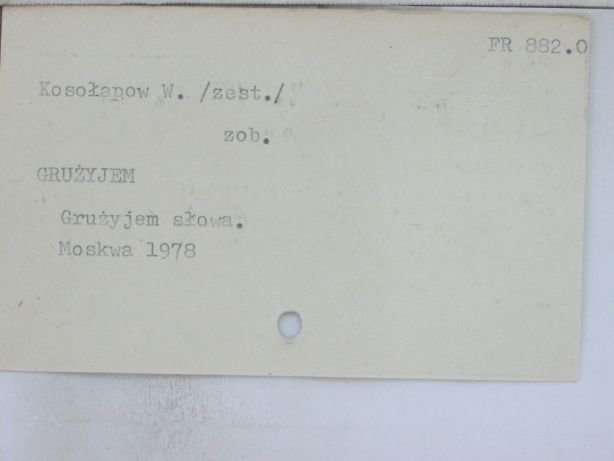 FR 882.0
Kosołapow W. /zest./
zob.
GRUŻYJEM
Grużyjem słowa.
Moskwa 1978